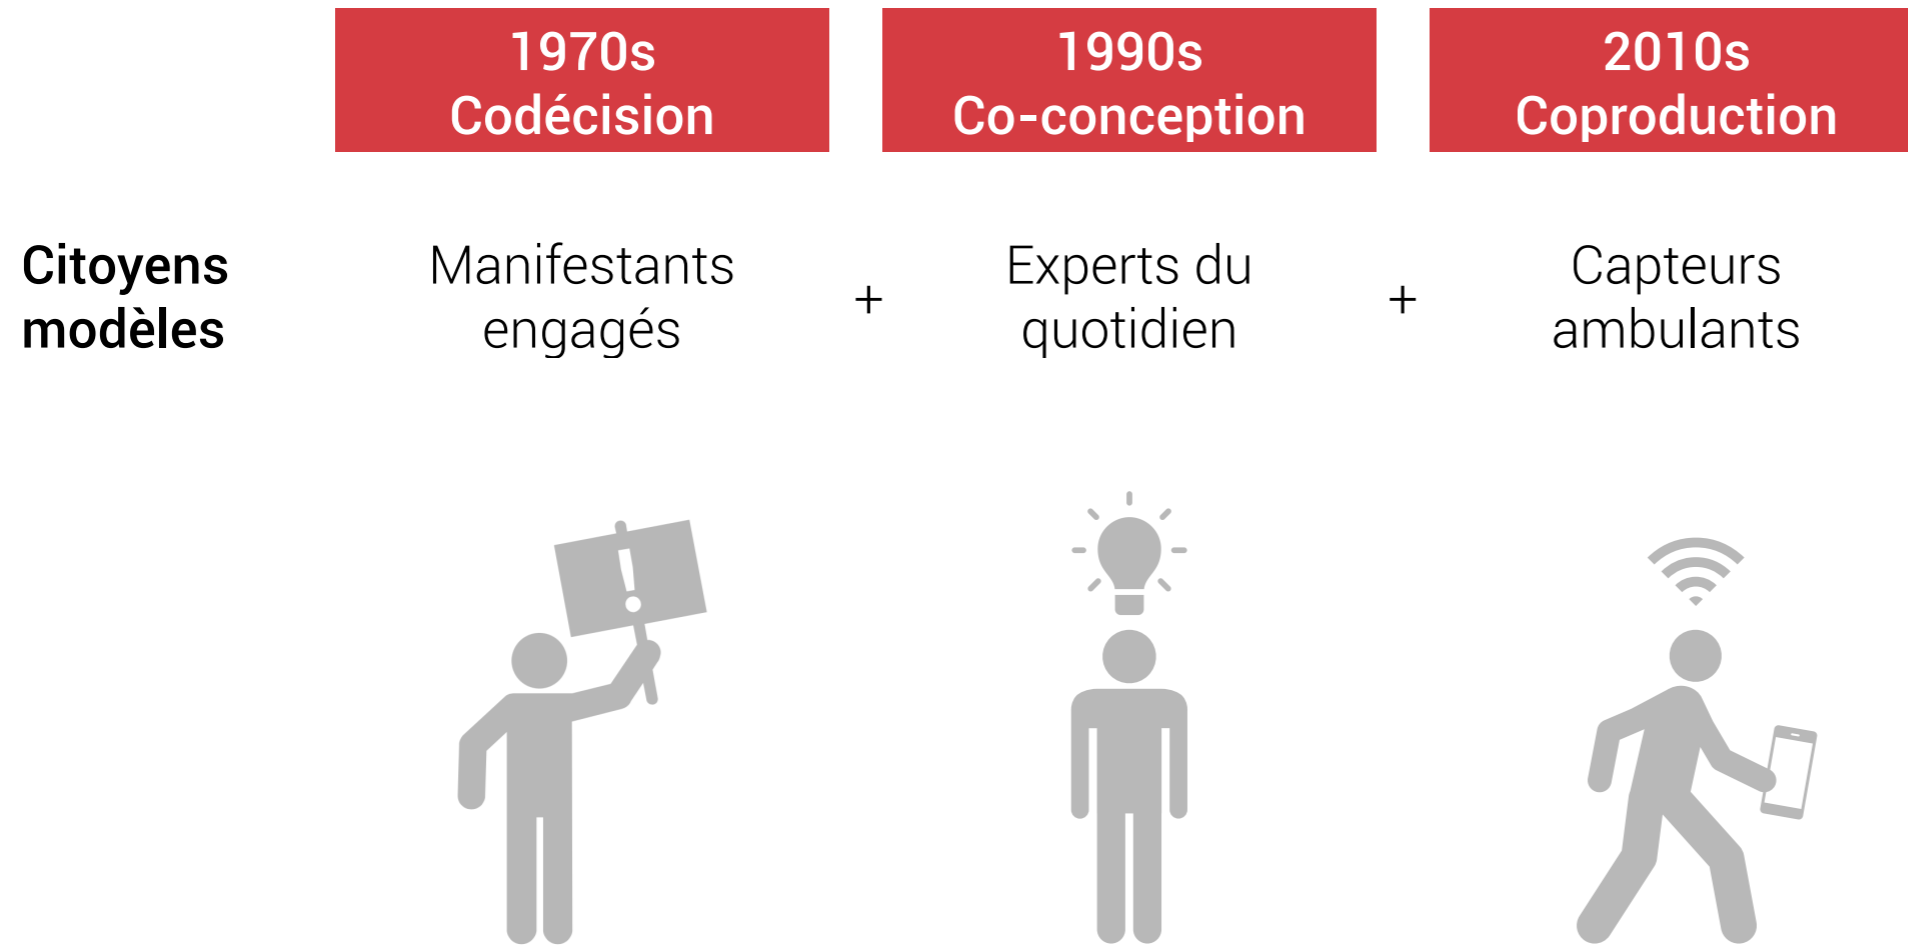 1970s
Codécision
1990s
Co-conception
2010s
Coproduction
Citoyens
modèles
Manifestants
engagés
+
Experts du
quotidien
+
Capteurs
ambulants
!